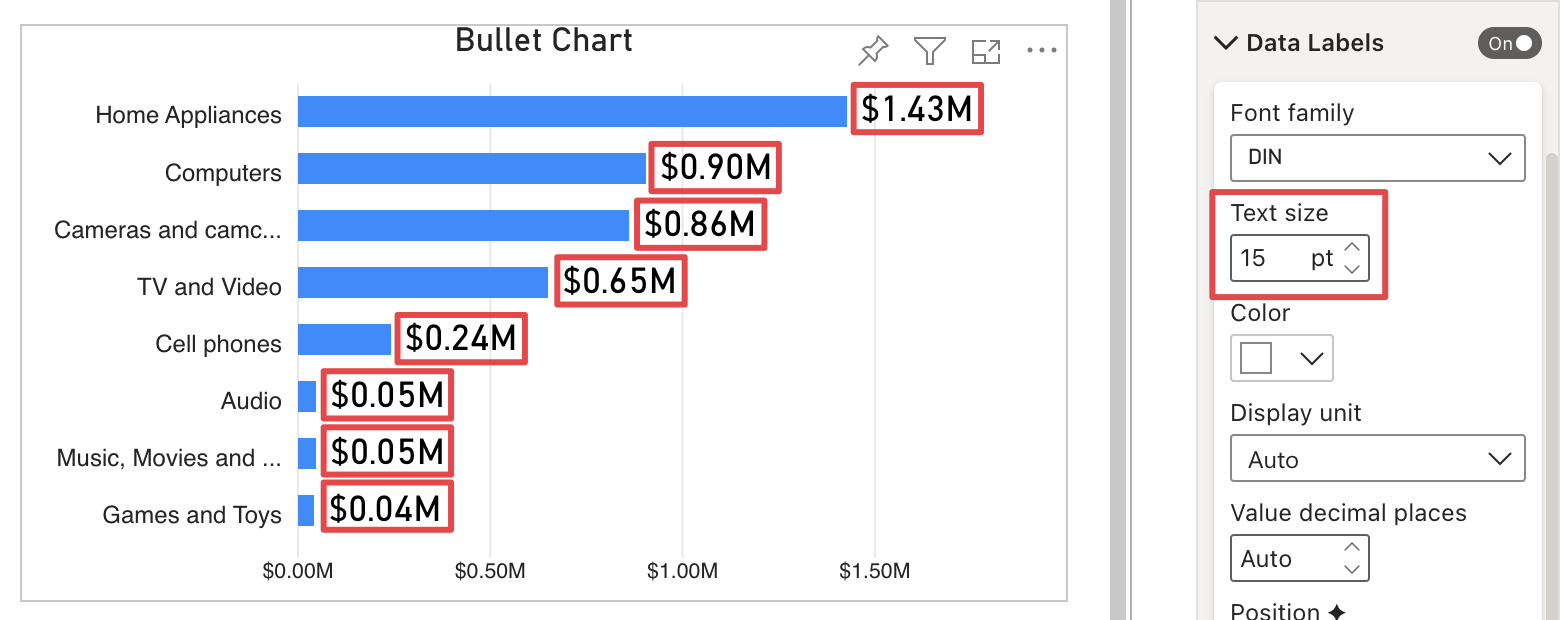 Bullet Chart
Home Appliances
$1.43M
Computers
$0.90M
Cameras and camc...
$0.86M
TV and Video
$0.65M
Cell phones
$0.24M
Audio
$0.05M
Music, Movies and ...
$0.05M
Games and Toys
$0.04M
$0.00M $0.50M $1.00M $1.50M
Data Labels On
Font family
DIN
Text size
15 pt
Color
Display unit
Auto
Value decimal places
Auto
Position